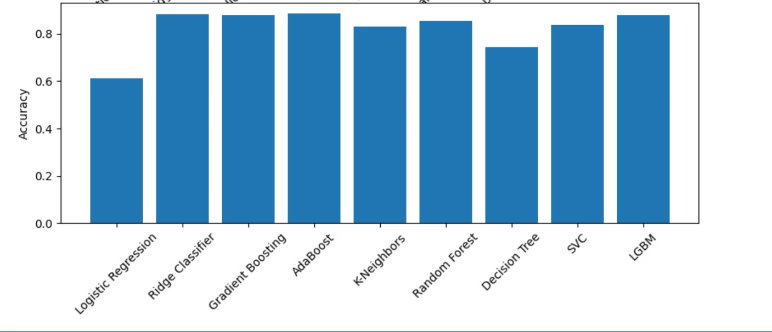 0.8
0.6
0.4
0.2
0.0
Accuracy
Logistic Regression
Ridge Classifier
Gradient Boosting
AdaBoost
K-Neighbors
Random Forest
Decision Tree
SVC
LGBM